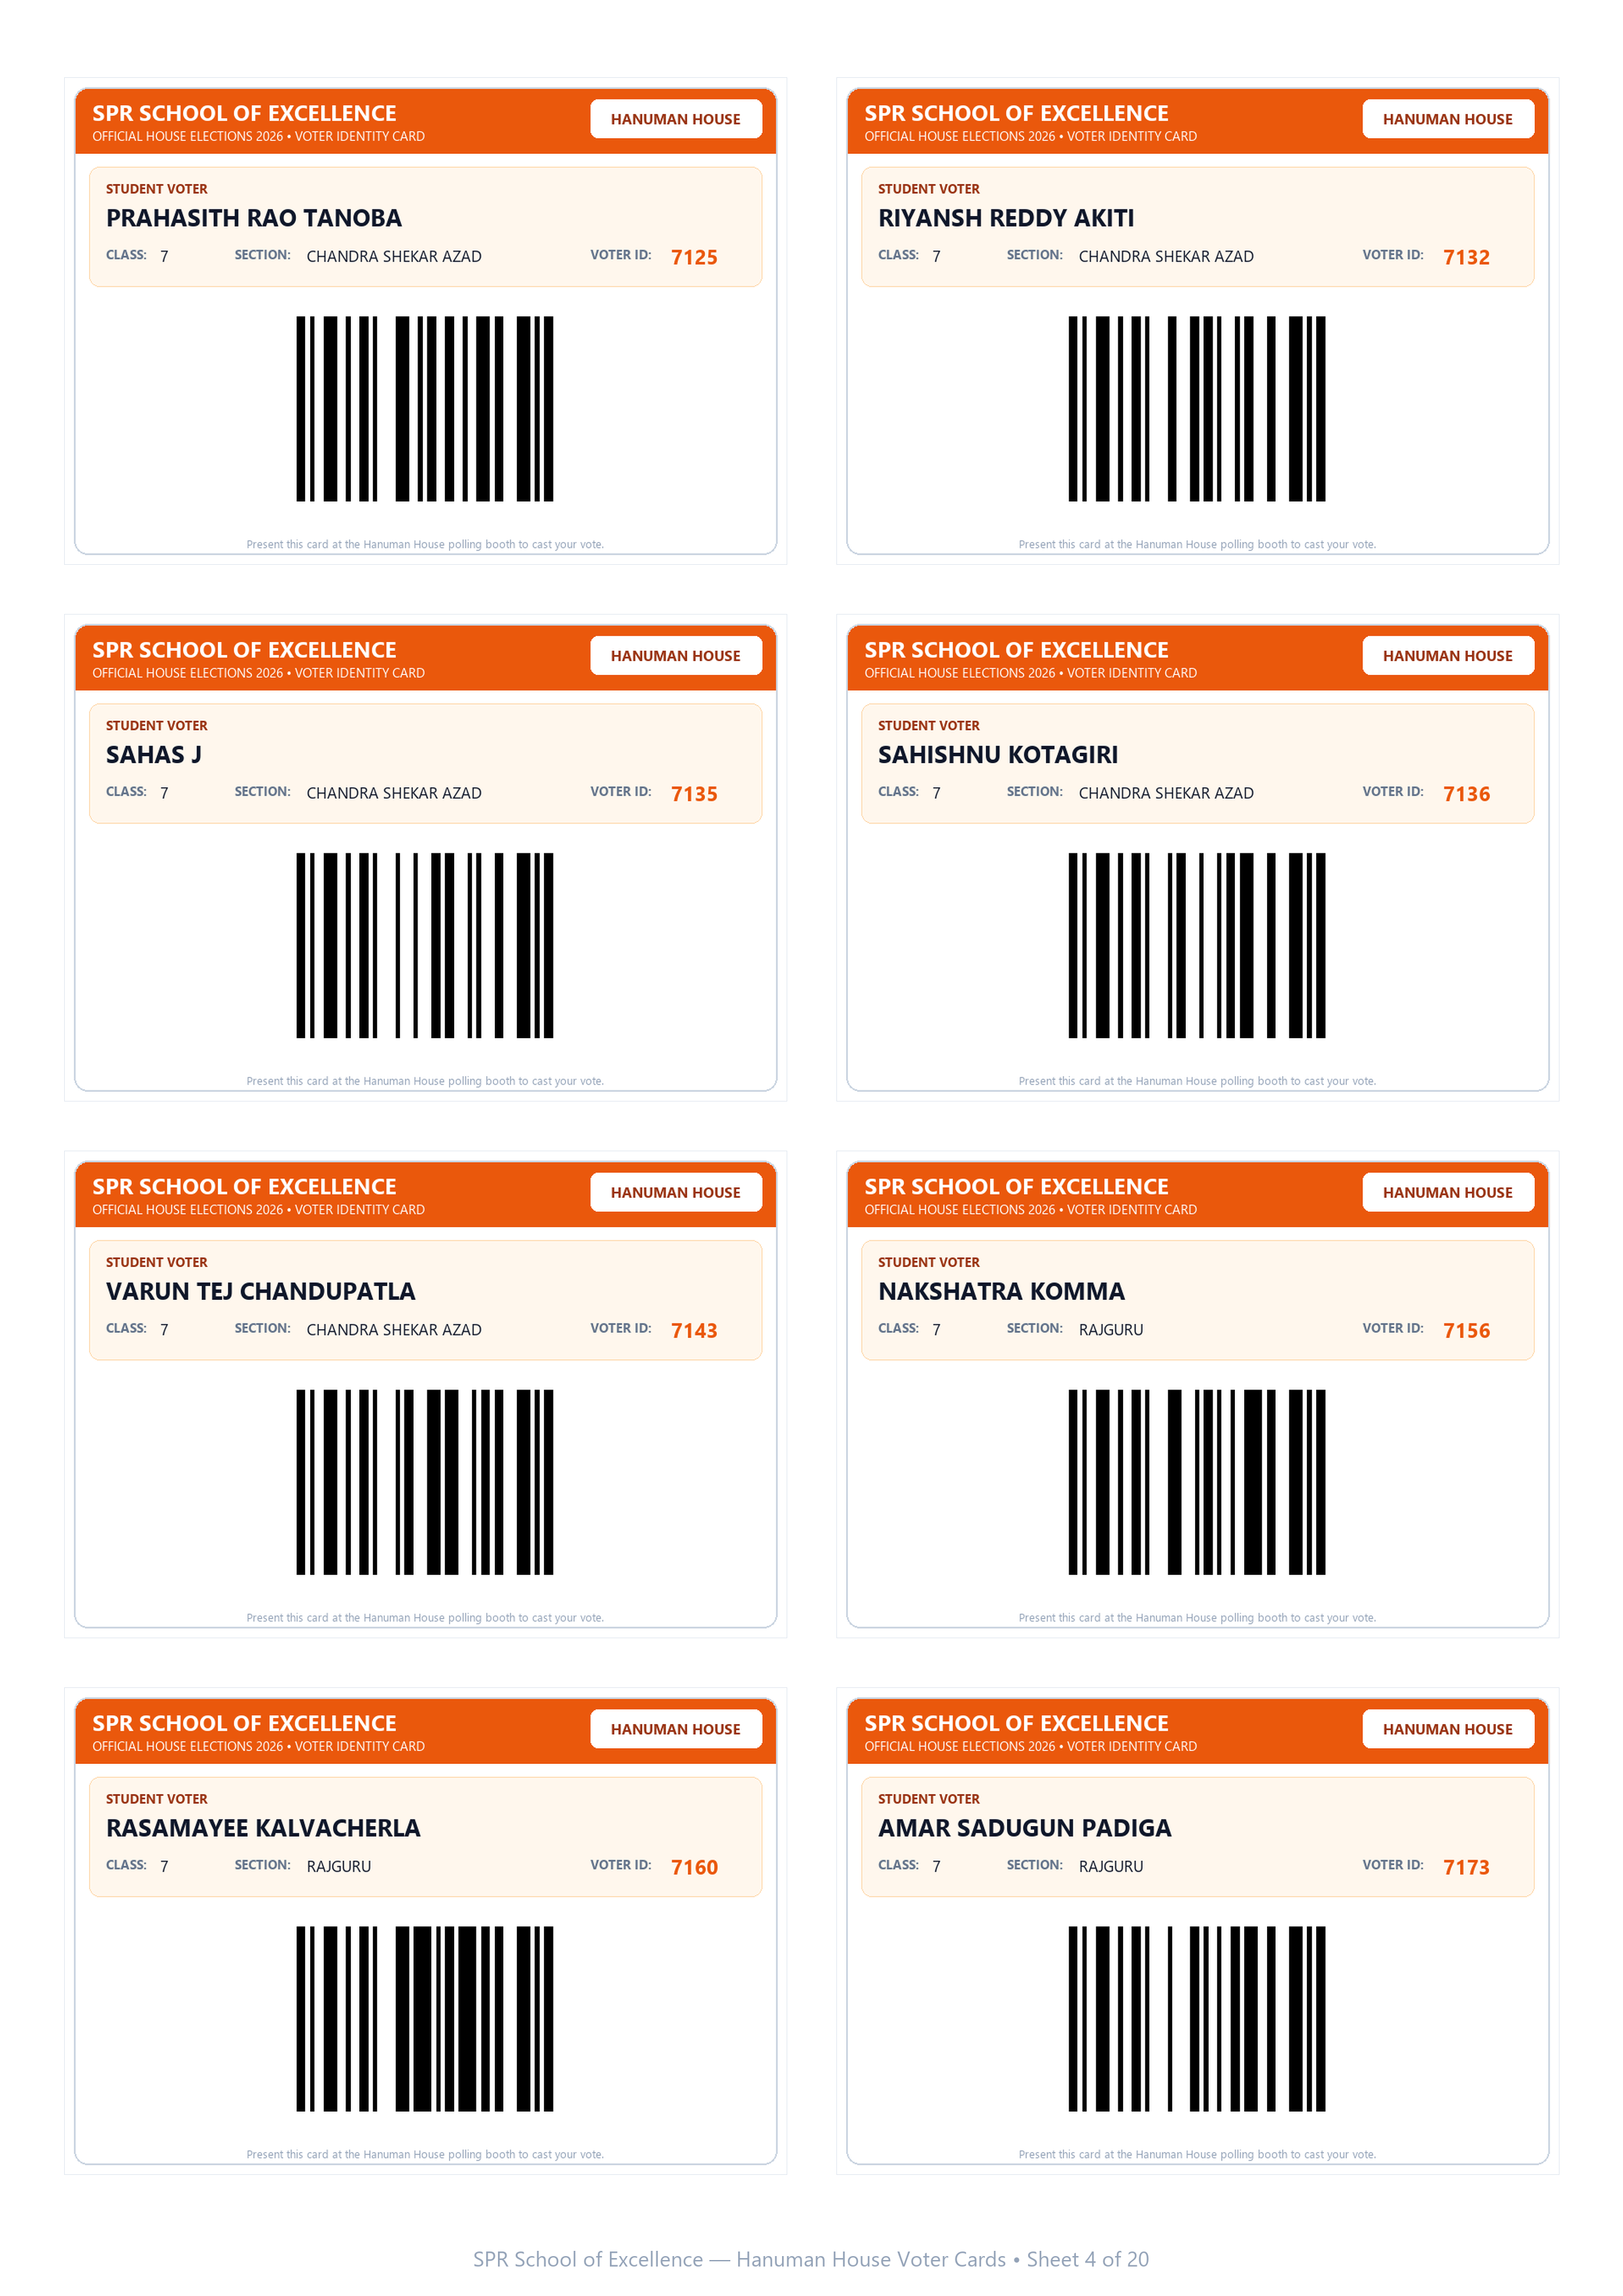 SPR SCHOOL OF EXCELLENCE
OFFICIAL HOUSE ELECTIONS 2026 • VOTER IDENTITY CARD
HANUMAN HOUSE
STUDENT VOTER
PRAHASITH RAO TANOBA
CLASS: 7 SECTION: CHANDRA SHEKAR AZAD VOTER ID: 7125
Present this card at the Hanuman House polling booth to cast your vote.
SPR SCHOOL OF EXCELLENCE
OFFICIAL HOUSE ELECTIONS 2026 • VOTER IDENTITY CARD
HANUMAN HOUSE
STUDENT VOTER
RIYANSH REDDY AKITI
CLASS: 7 SECTION: CHANDRA SHEKAR AZAD VOTER ID: 7132
Present this card at the Hanuman House polling booth to cast your vote.
SPR SCHOOL OF EXCELLENCE
OFFICIAL HOUSE ELECTIONS 2026 • VOTER IDENTITY CARD
HANUMAN HOUSE
STUDENT VOTER
SAHAS J
CLASS: 7 SECTION: CHANDRA SHEKAR AZAD VOTER ID: 7135
Present this card at the Hanuman House polling booth to cast your vote.
SPR SCHOOL OF EXCELLENCE
OFFICIAL HOUSE ELECTIONS 2026 • VOTER IDENTITY CARD
HANUMAN HOUSE
STUDENT VOTER
SAHISHNU KOTAGIRI
CLASS: 7 SECTION: CHANDRA SHEKAR AZAD VOTER ID: 7136
Present this card at the Hanuman House polling booth to cast your vote.
SPR SCHOOL OF EXCELLENCE
OFFICIAL HOUSE ELECTIONS 2026 • VOTER IDENTITY CARD
HANUMAN HOUSE
STUDENT VOTER
VARUN TEJ CHANDUPATLA
CLASS: 7 SECTION: CHANDRA SHEKAR AZAD VOTER ID: 7143
Present this card at the Hanuman House polling booth to cast your vote.
SPR SCHOOL OF EXCELLENCE
OFFICIAL HOUSE ELECTIONS 2026 • VOTER IDENTITY CARD
HANUMAN HOUSE
STUDENT VOTER
NAKSHATRA KOMMA
CLASS: 7 SECTION: RAJGURU VOTER ID: 7156
Present this card at the Hanuman House polling booth to cast your vote.
SPR SCHOOL OF EXCELLENCE
OFFICIAL HOUSE ELECTIONS 2026 • VOTER IDENTITY CARD
HANUMAN HOUSE
STUDENT VOTER
RASAMAYEE KALVACHERLA
CLASS: 7 SECTION: RAJGURU VOTER ID: 7160
Present this card at the Hanuman House polling booth to cast your vote.
SPR SCHOOL OF EXCELLENCE
OFFICIAL HOUSE ELECTIONS 2026 • VOTER IDENTITY CARD
HANUMAN HOUSE
STUDENT VOTER
AMAR SADUGUN PADIGA
CLASS: 7 SECTION: RAJGURU VOTER ID: 7173
Present this card at the Hanuman House polling booth to cast your vote.
SPR School of Excellence — Hanuman House Voter Cards • Sheet 4 of 20